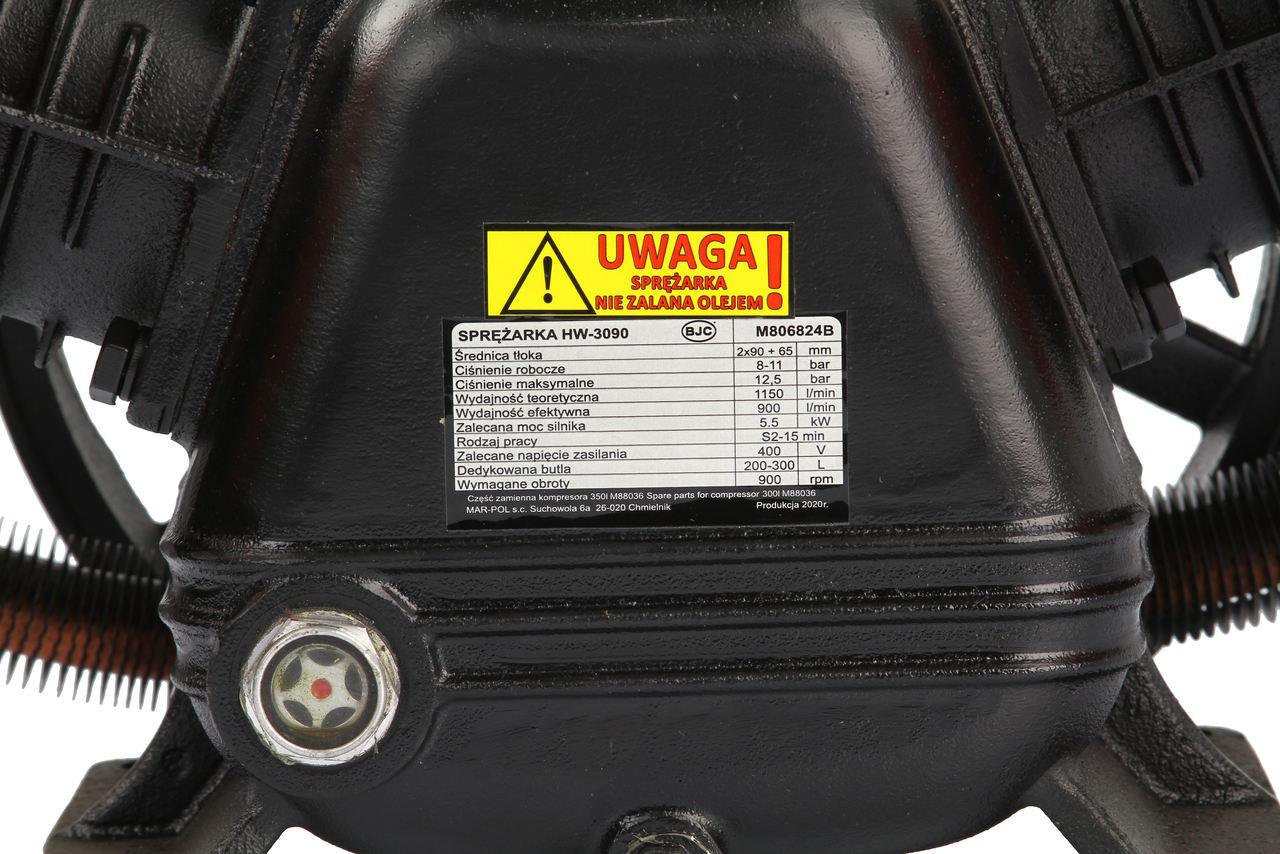 UWAGA!
SPRĘŻARKA
NIE ZALANA OLEJEM
SPRĘŻARKA HW-3090 BJC M806824B
Średnica tłoka 2x90 + 65 mm
Ciśnienie robocze 8-11 bar
Ciśnienie maksymalne 12,5 bar
Wydajność teoretyczna 1150 l/min
Wydajność efektywna 900 l/min
Zalecana moc silnika 5.5 kW
Rodzaj pracy S2-15 min
Zalecane napięcie zasilania 400 V
Dedykowana butla 200-300 L
Wymagane obroty 900 rpm
Część zamienna kompresora 350l M88036 Spare parts for compressor 300l M88036
MAR-POL s.c. Suchowola 6a 26-020 Chmielnik Produkcja 2020r.